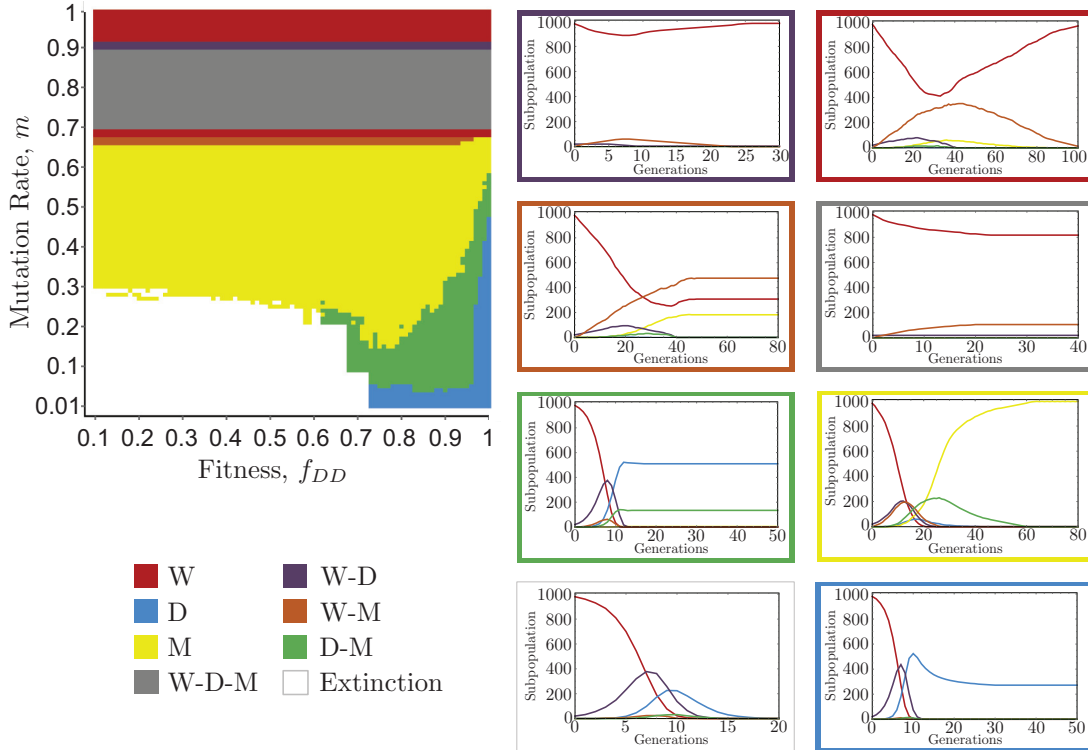 1
0.9
0.8
0.7
0.6
0.5
0.4
0.3
0.2
0.1
0.01
Mutation Rate, m
0.1 0.2 0.3 0.4 0.5 0.6 0.7 0.8 0.9 1
Fitness, f_DD
W
D
M
W-D-M
W-D
W-M
D-M
Extinction
1000
800
600
400
200
0
Subpopulation
0 5 10 15 20 25 30
Generations
1000
800
600
400
200
0
Subpopulation
0 20 40 60 80 100
Generations
1000
800
600
400
200
0
Subpopulation
0 20 40 60 80
Generations
1000
800
600
400
200
0
Subpopulation
0 10 20 30 40
Generations
1000
800
600
400
200
0
Subpopulation
0 10 20 30 40 50
Generations
1000
800
600
400
200
0
Subpopulation
0 20 40 60 80
Generations
1000
800
600
400
200
0
Subpopulation
0 5 10 15 20
Generations
1000
800
600
400
200
0
Subpopulation
0 10 20 30 40 50
Generations